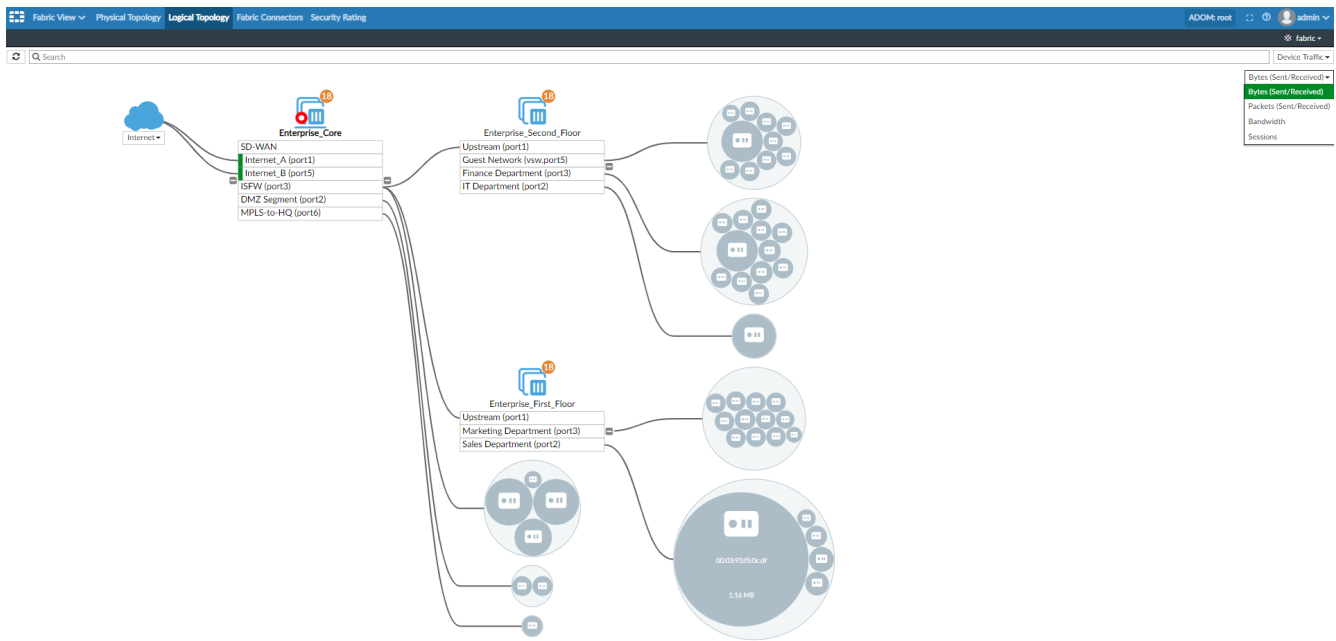 Fabric View Physical Topology Logical Topology Fabric Connectors Security Rating ADOM: root admin
fabric
Search Device Traffic
Bytes (Sent/Received)
Bytes (Sent/Received)
Packets (Sent/Received)
Bandwidth
Sessions
Internet
18
Enterprise_Core
SD-WAN
Internet_A (port1)
Internet_B (port5)
ISFW (port3)
DMZ Segment (port2)
MPLS-to-HQ (port6)
18
Enterprise_Second_Floor
Upstream (port1)
Guest Network (vsw.port5)
Finance Department (port3)
IT Department (port2)
18
Enterprise_First_Floor
Upstream (port1)
Marketing Department (port3)
Sales Department (port2)
00:03:93:f5:0c:df
1.16 MB